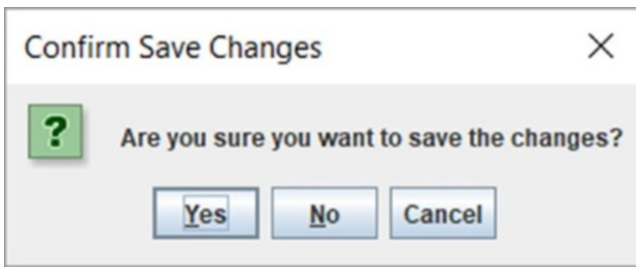 Confirm Save Changes
?
Are you sure you want to save the changes?
Yes No Cancel